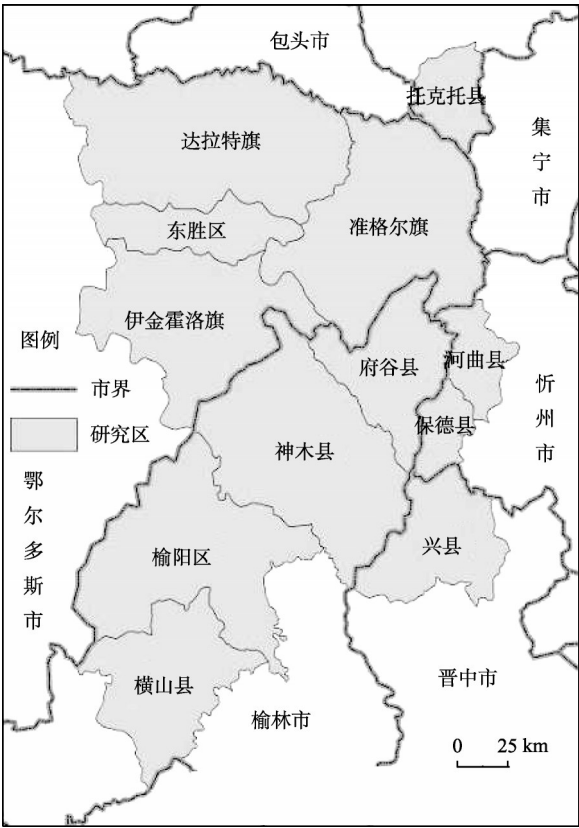 包头市
托克托县
集宁市
达拉特旗
准格尔旗
东胜区
伊金霍洛旗
图例
市界
研究区
府谷县
河曲县
忻州市
保德县
神木县
鄂尔多斯市
兴县
榆阳区
横山县
晋中市
榆林市
0 25 km